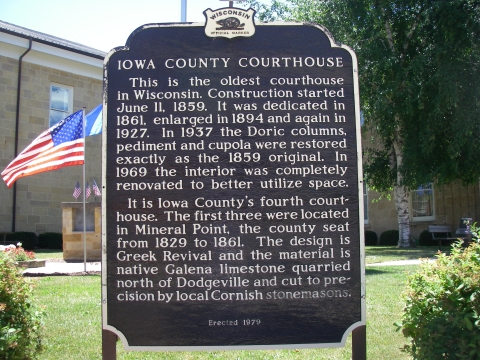 WISCONSIN
OFFICIAL MARKER
IOWA COUNTY COURTHOUSE
This is the oldest courthouse
in Wisconsin. Construction started
June 11, 1859. It was dedicated in
1861, enlarged in 1894 and again in
1927. In 1937 the Doric columns,
pediment and cupola were restored
exactly as the 1859 original. In
1969 the interior was completely
renovated to better utilize space.
It is Iowa County's fourth court-
house. The first three were located
in Mineral Point, the county seat
from 1829 to 1861. The design is
Greek Revival and the material is
native Galena limestone quarried
north of Dodgeville and cut to pre-
cision by local Cornish stonemasons.
Erected 1979